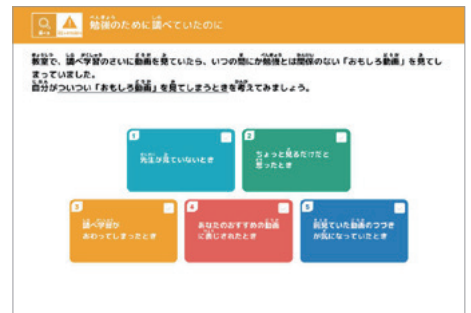 勉強のために調べていたのに
教室で、調べ学習のさいに動画を見ていたら、いつの間にか勉強とは関係のない「おもしろ動画」を見てし
まっていました。
自分がついつい「おもしろ動画」を見てしまうときを考えてみましょう。
1
先生が見ていないとき
2
ちょっと見るだけだと
思ったとき
3
調べ学習が
おわってしまったとき
4
あなたのおすすめの動画
に表示されたとき
5
前見ていた動画のつづき
が気になっていたとき